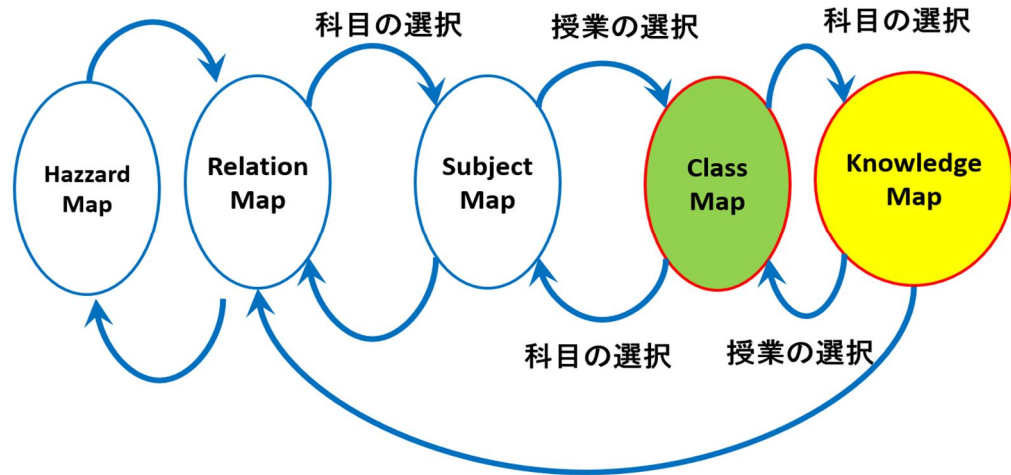 科目の選択
授業の選択
科目の選択
Hazzard
Map
Relation
Map
Subject
Map
Class
Map
Knowledge
Map
科目の選択
授業の選択